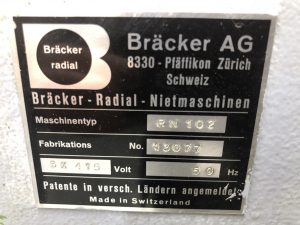 Bräcker
radial
Bräcker AG
8330 - Pfäffikon Zürich
Schweiz
Bräcker - Radial - Nietmaschinen
Maschinentyp RN 102
Fabrikations No. 43077
Volt 50 Hz
Patente in versch. Ländern angemeldet
Made in Switzerland